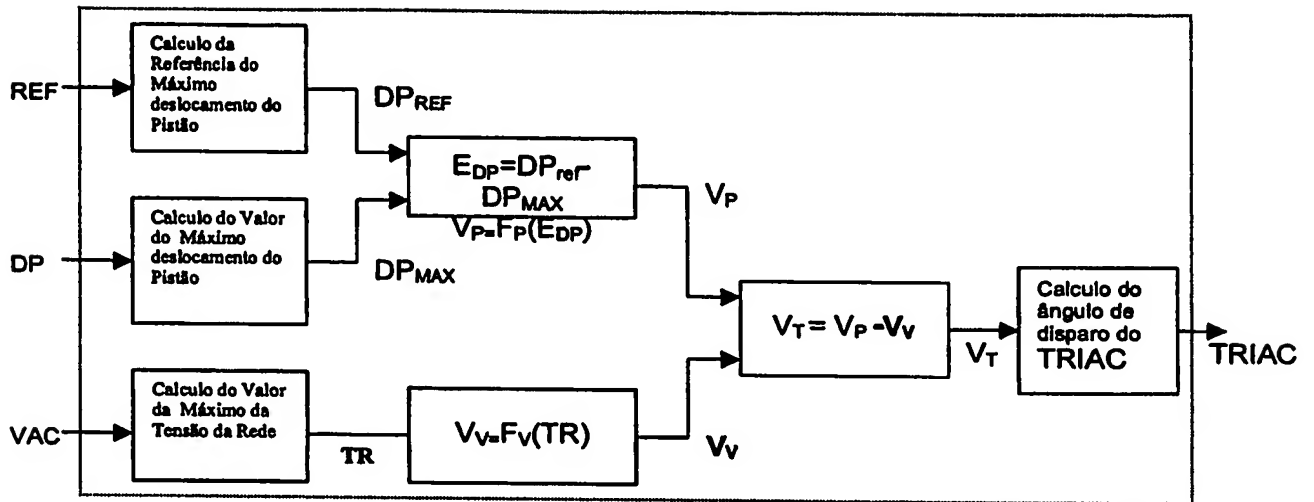 REF
Calculo da
Referência do
Máximo
deslocamento do
Pistão
DP_REF
E_DP=DP_ref-
DP_MAX
V_P=F_P(E_DP)
V_P
DP
Calculo do Valor
do Máximo
deslocamento do
Pistão
DP_MAX
V_T = V_P -V_V
V_T
Calculo do
ângulo de
disparo do
TRIAC
TRIAC
VAC
Calculo do Valor
da Máximo da
Tensão da Rede
TR
V_V=F_V(TR)
V_V